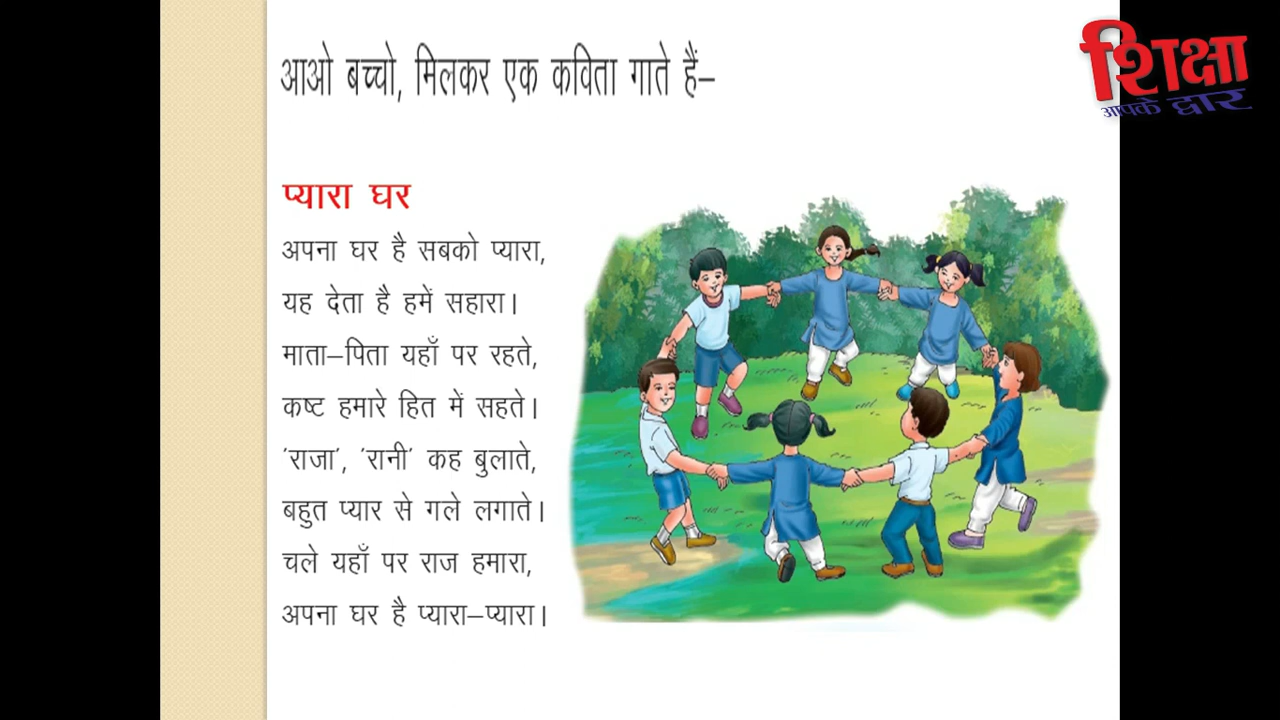 शिक्षा
आपके द्वार
आओ बच्चो, मिलकर एक कविता गाते हैं–
प्यारा घर
अपना घर है सबको प्यारा,
यह देता है हमें सहारा।
माता–पिता यहाँ पर रहते,
कष्ट हमारे हित में सहते।
‘राजा’, ‘रानी’ कह बुलाते,
बहुत प्यार से गले लगाते।
चले यहाँ पर राज हमारा,
अपना घर है प्यारा–प्यारा।